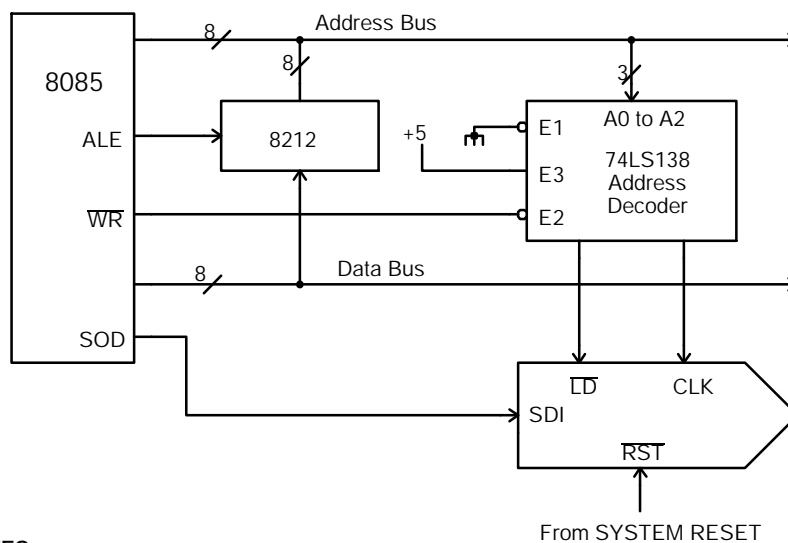 8
Address Bus
8085
8
3
ALE
8212
+5
E1
A0 to A2
E3
74LS138
Address
Decoder
WR
E2
8
Data Bus
SOD
LD
CLK
SDI
RST
From SYSTEM RESET